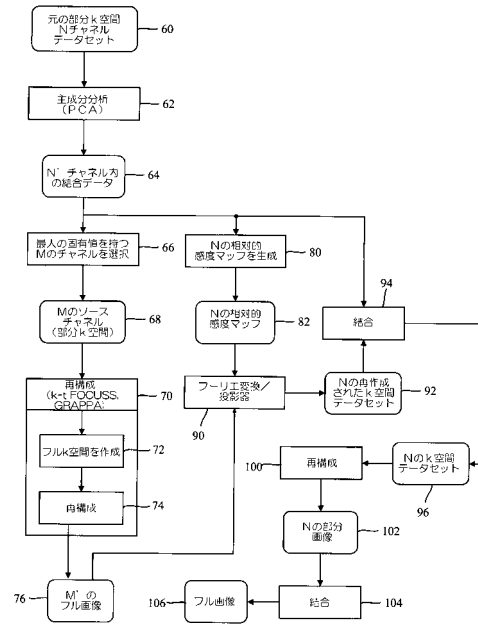 元の部分k空間
Nチャネル
データセット
60
主成分分析
(PCA)
62
N'チャネル内
の結合データ
64
最大の固有値を持つ
Mのチャネルを選択
66
Mのソース
チャネル
(部分k空間)
68
再構成
(k-t FOCUSS,
GRAPPA)
70
フルk空間を作成
72
再構成
74
M'の
フル画像
76
Nの相対的
感度マップを生成
80
Nの相対的
感度マップ
82
フーリエ変換/
投影器
90
94
結合
Nの再作成
されたk空間
データセット
92
Nのk空間
データセット
96
100
再構成
Nの部分
画像
102
結合
104
106
フル画像